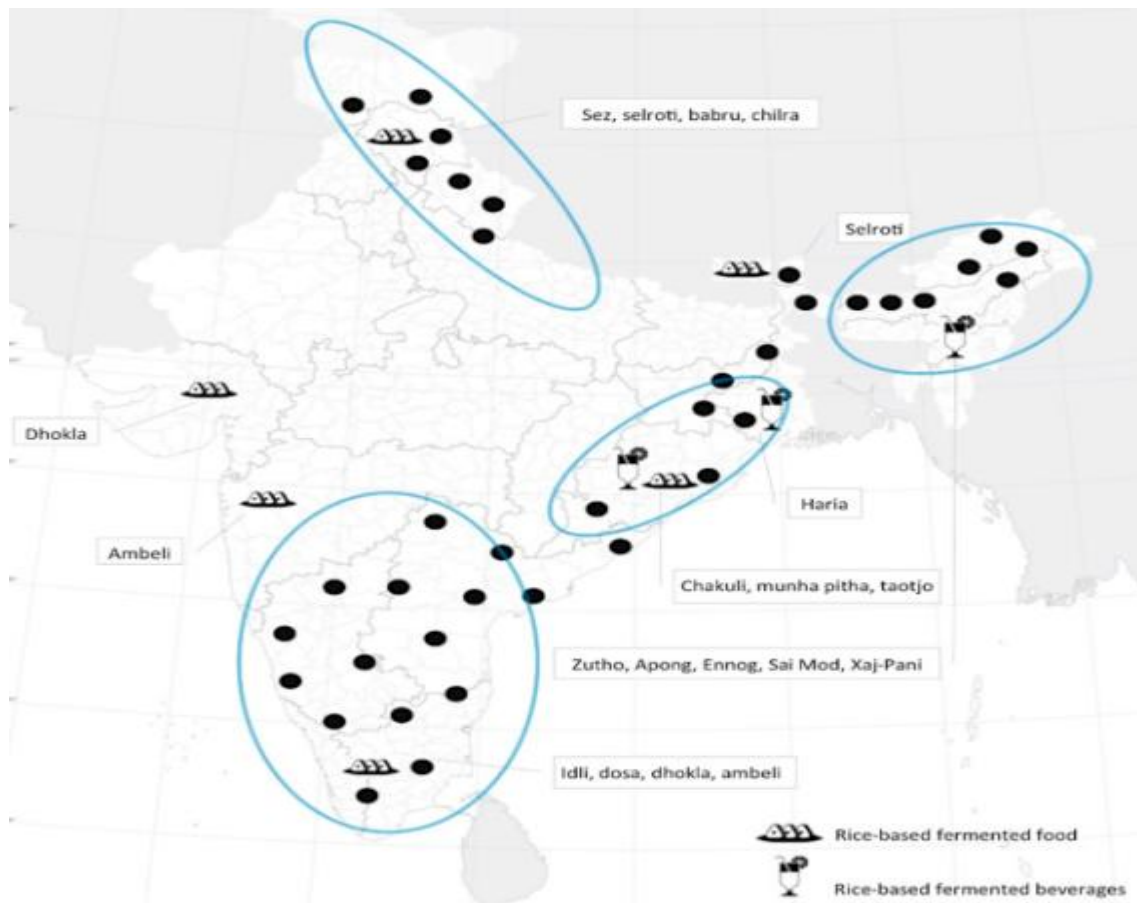 Sez, selroti, babru, chilra
Selroti
Dhokla
Haria
Ambeli
Chakuli, munha pitha, taotjo
Zutho, Apong, Ennog, Sai Mod, Xaj-Pani
Idli, dosa, dhokla, ambeli
Rice-based fermented food
Rice-based fermented beverages